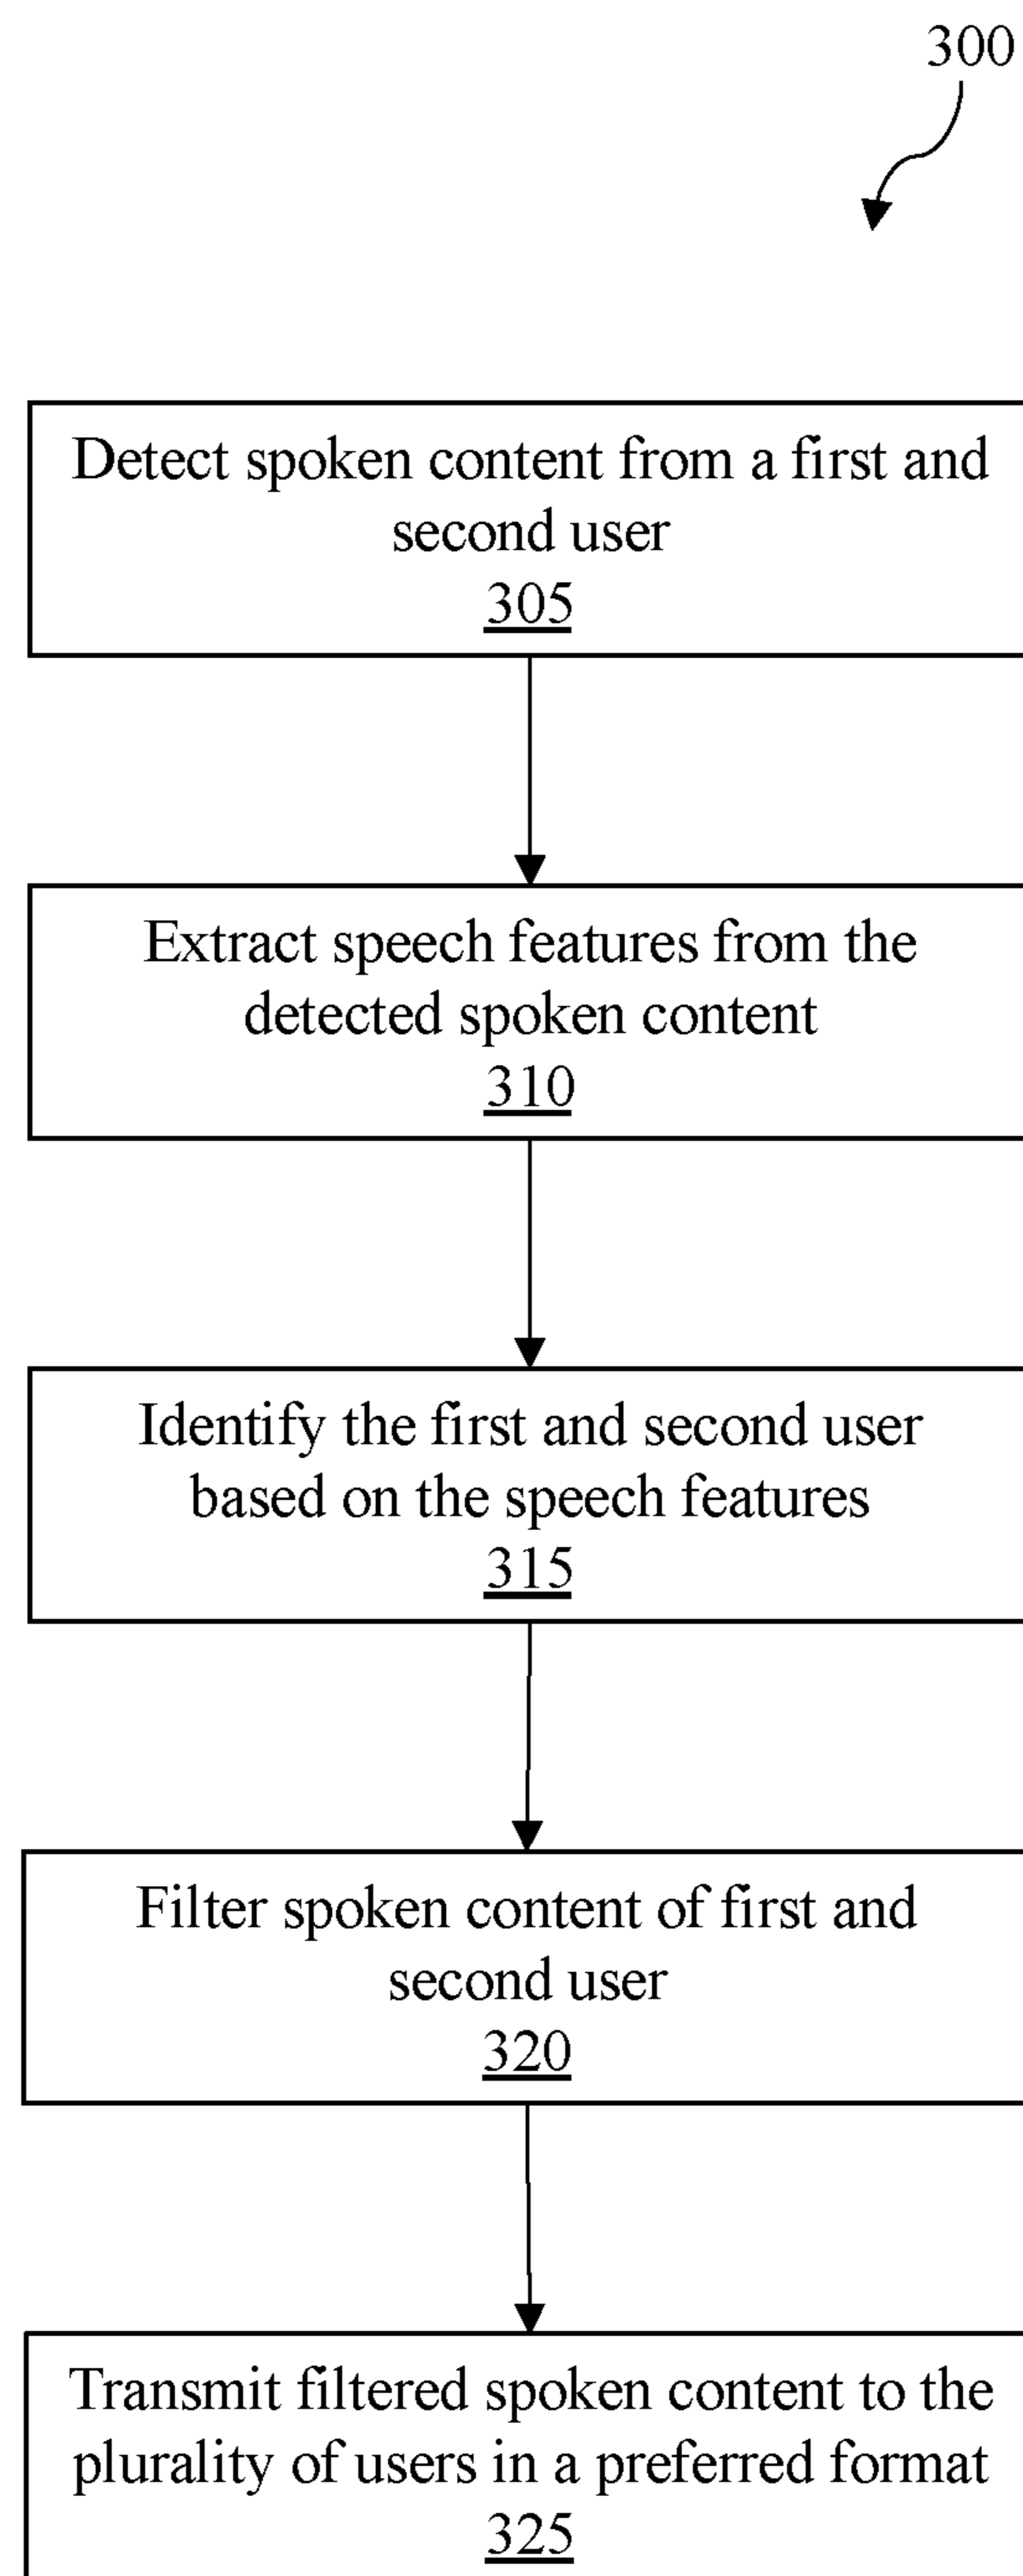 300
Detect spoken content from a first and
second user
305
Extract speech features from the
detected spoken content
310
Identify the first and second user
based on the speech features
315
Filter spoken content of first and
second user
320
Transmit filtered spoken content to the
plurality of users in a preferred format
325